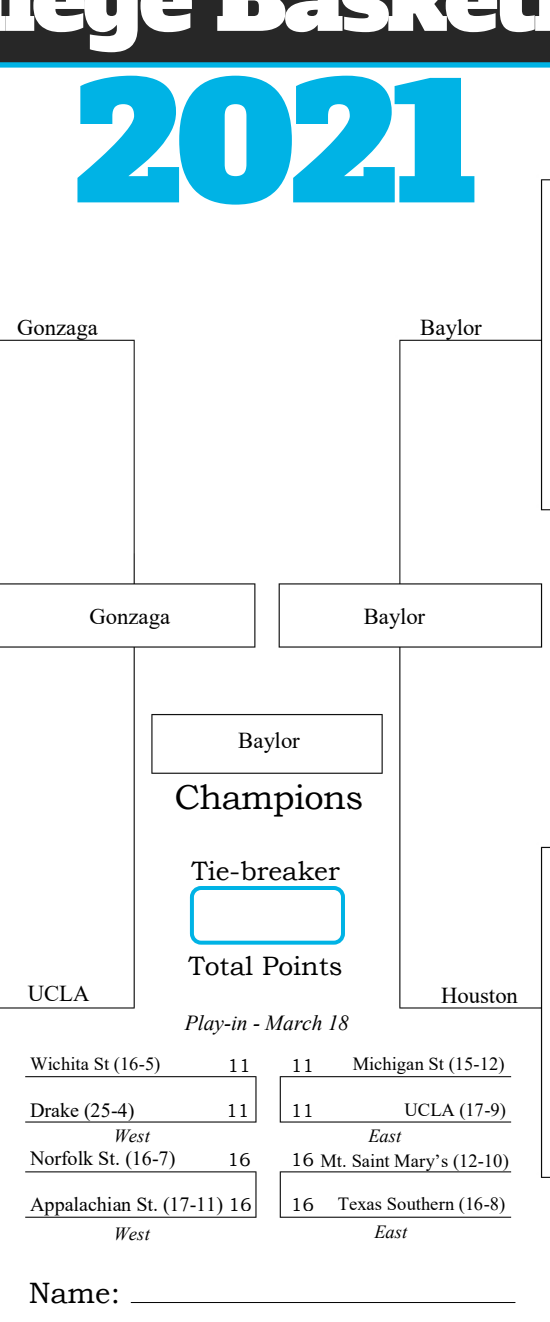 2021
Gonzaga
Baylor
Gonzaga
Baylor
Baylor
Champions
Tie-breaker
Total Points
UCLA
Houston
Play-in - March 18
Wichita St (16-5) 11
11 Michigan St (15-12)
Drake (25-4) 11
11 UCLA (17-9)
West
East
Norfolk St. (16-7) 16
16 Mt. Saint Mary’s (12-10)
Appalachian St. (17-11) 16
16 Texas Southern (16-8)
West
East
Name: